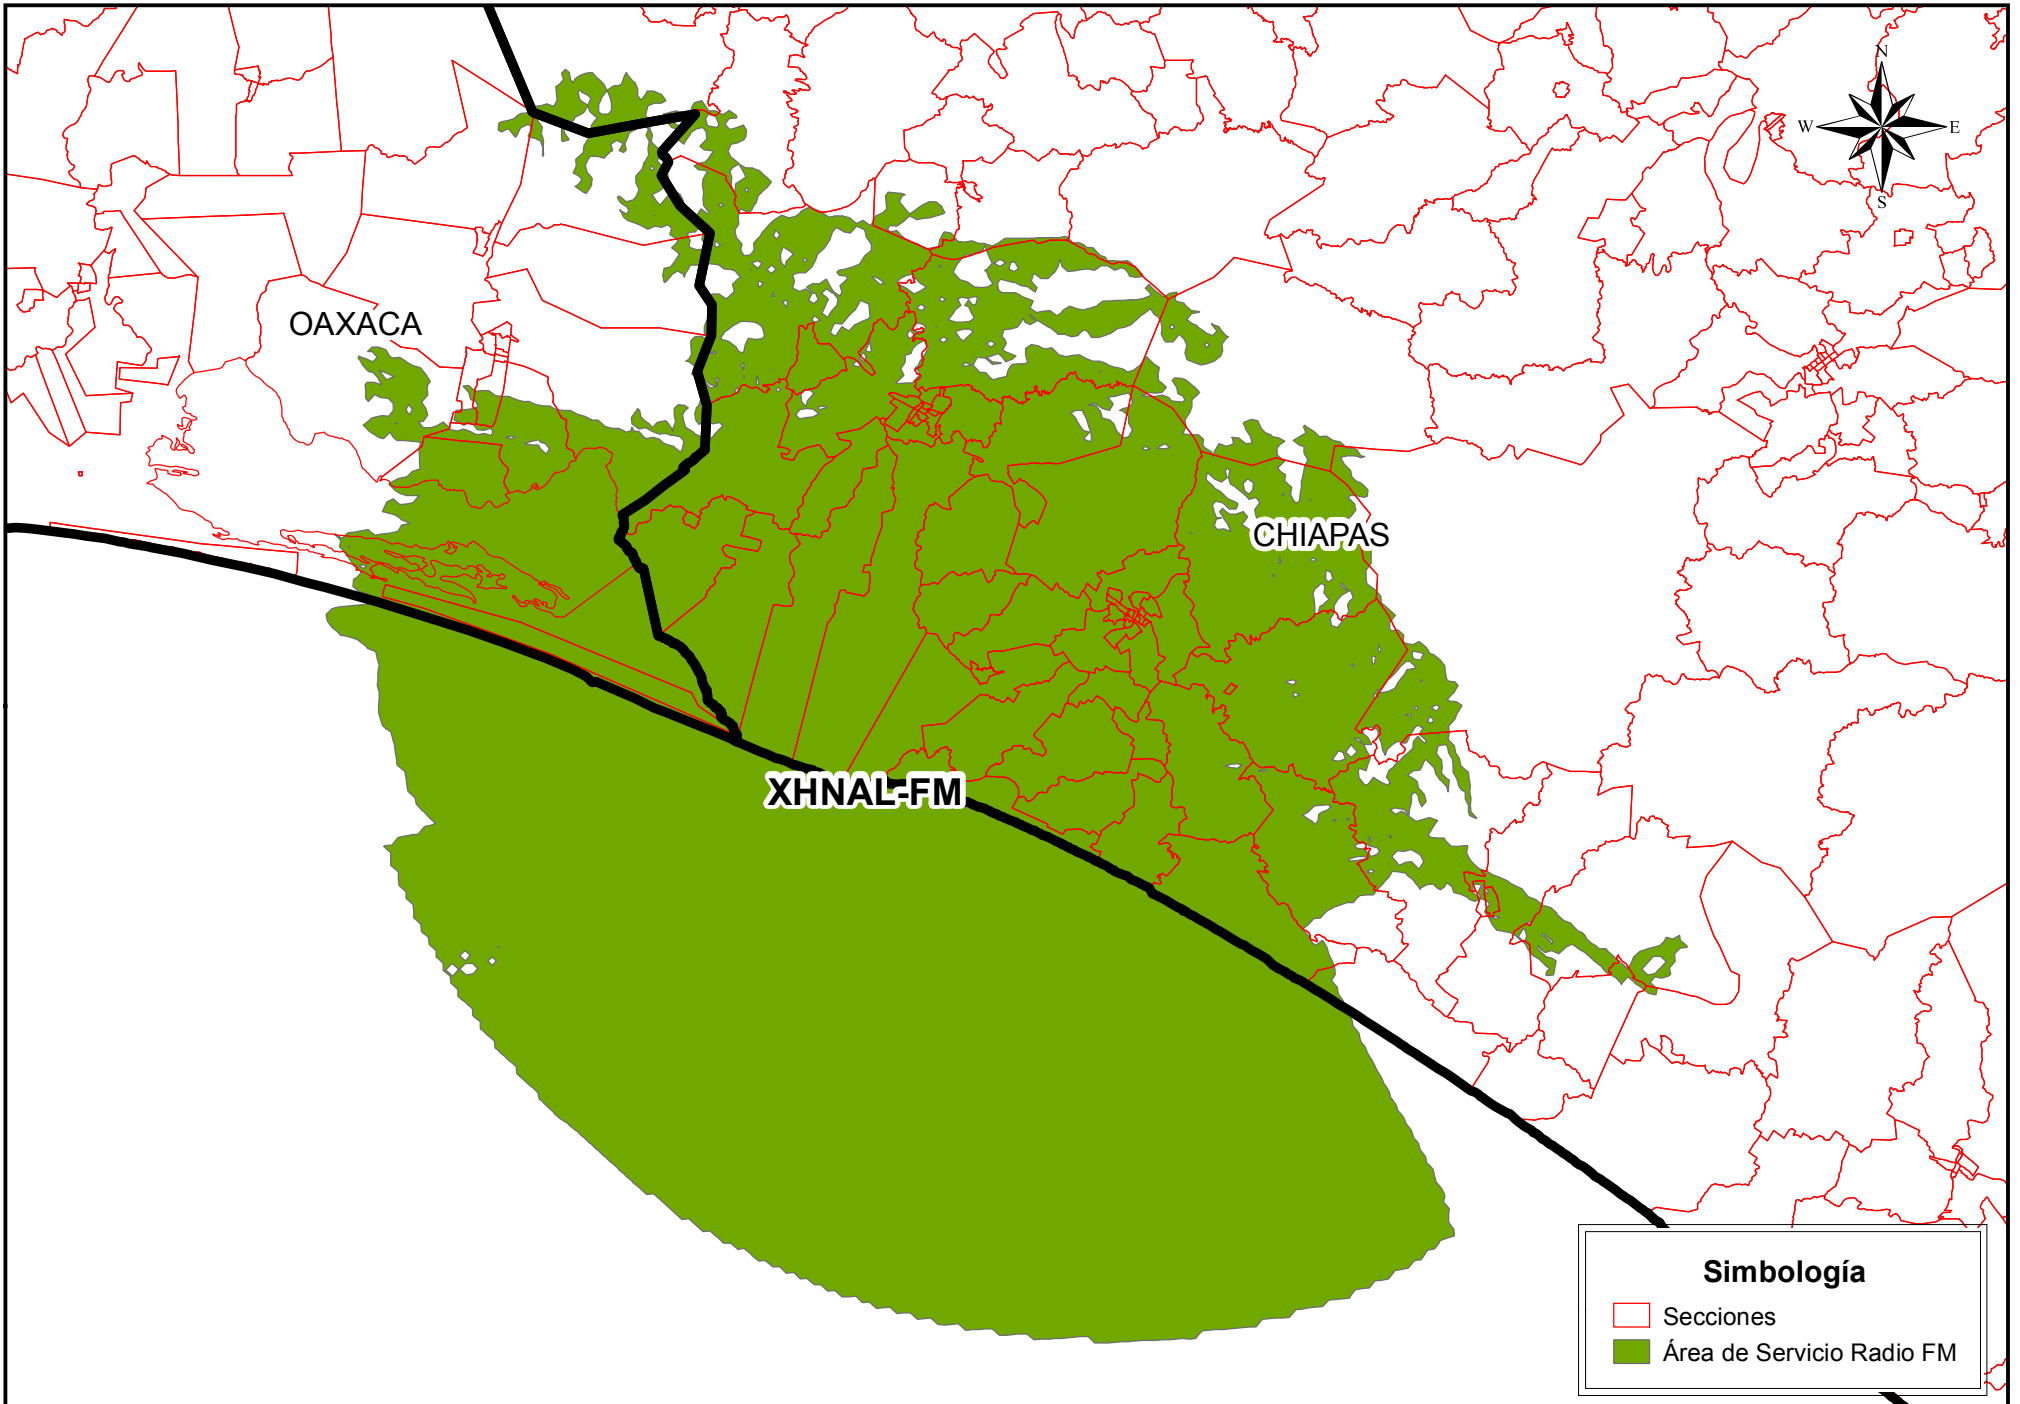 N
W E
S
OAXACA
CHIAPAS
XHNAL-FM
Simbología
Secciones
Área de Servicio Radio FM